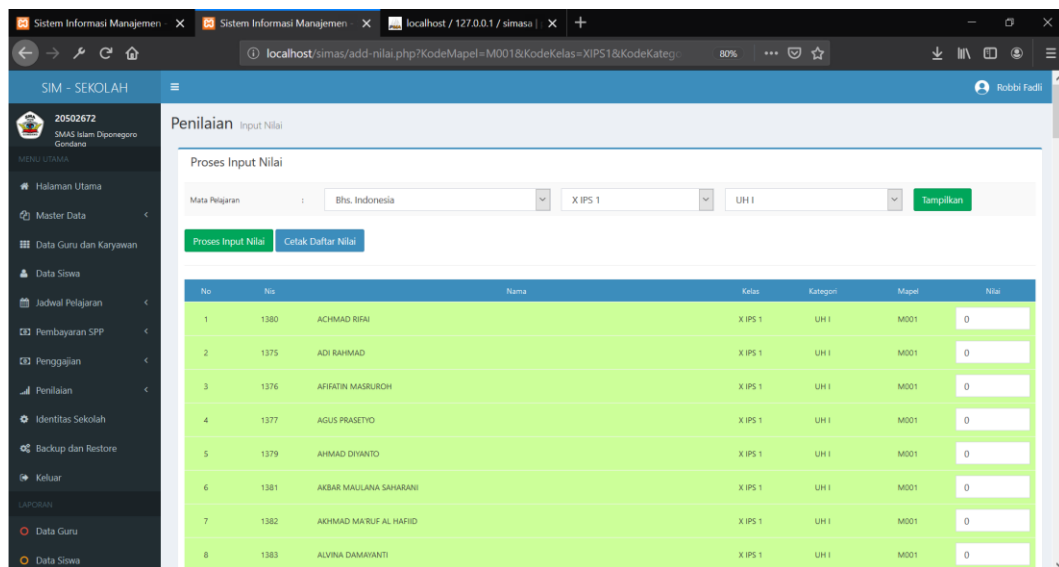 Sistem Informasi Manajemen -
Sistem Informasi Manajemen -
localhost / 127.0.0.1 / simasa |
localhost/simas/add-nilai.php?KodeMapel=M001&KodeKelas=XIPS1&KodeKatego
80%
SIM - SEKOLAH
Robbi Fadli
20502672
SMAS Islam Diponegoro
Gondang
MENU UTAMA
Halaman Utama
Master Data
Data Guru dan Karyawan
Data Siswa
Jadwal Pelajaran
Pembayaran SPP
Penggajian
Penilaian
Identitas Sekolah
Backup dan Restore
Keluar
LAPORAN
Data Guru
Data Siswa
Penilaian Input Nilai
Proses Input Nilai
Mata Pelajaran : Bhs. Indonesia X IPS 1 UH I Tampilkan
Proses Input Nilai Cetak Daftar Nilai
No Nis Nama Kelas Kategori Mapel Nilai
1 1380 ACHMAD RIFAI X IPS 1 UH I M001 0
2 1375 ADI RAHMAD X IPS 1 UH I M001 0
3 1376 AFIFATIN MASRUROH X IPS 1 UH I M001 0
4 1377 AGUS PRASETYO X IPS 1 UH I M001 0
5 1379 AHMAD DIYANTO X IPS 1 UH I M001 0
6 1381 AKBAR MAULANA SAHARANI X IPS 1 UH I M001 0
7 1382 AKHMAD MA'RUF AL HAFIID X IPS 1 UH I M001 0
8 1383 ALVINA DAMAYANTI X IPS 1 UH I M001 0